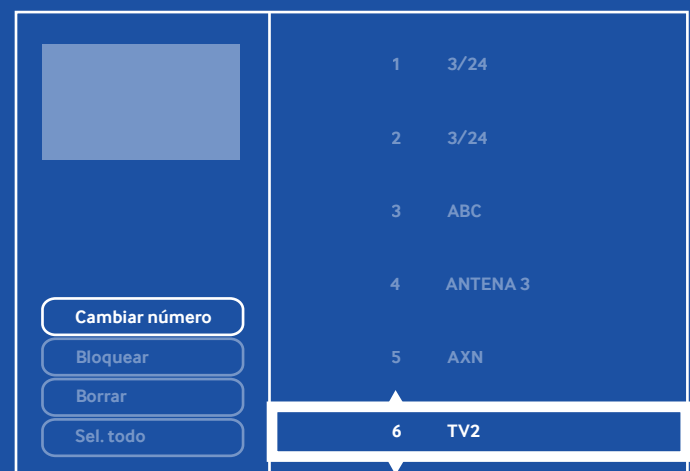 Cambiar número
Bloquear
Borrar
Sel. todo
1 3/24
2 3/24
3 ABC
4 ANTENA 3
5 AXN
6 TV2